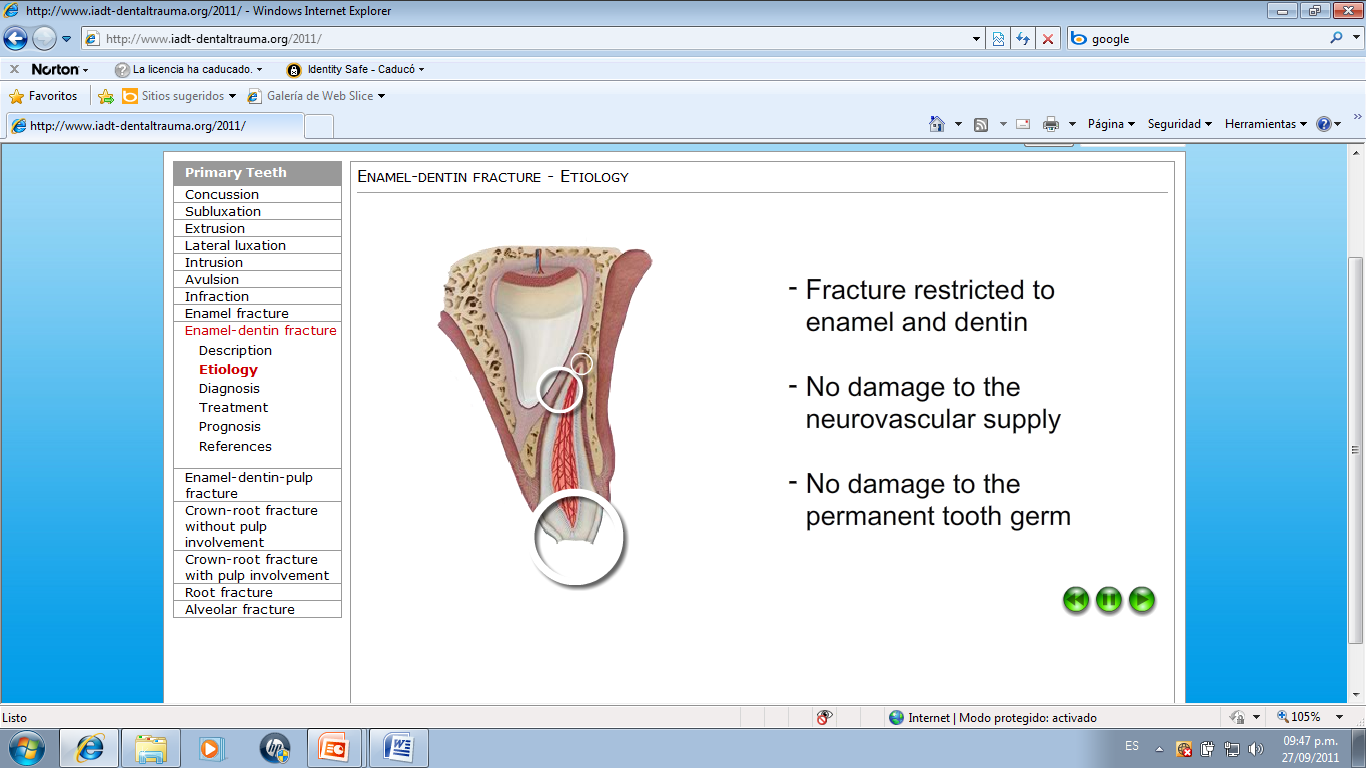 http://www.iadt-dentaltrauma.org/2011/ - Windows Internet Explorer
http://www.iadt-dentaltrauma.org/2011/
google
x Norton
La licencia ha caducado.
Identity Safe - Caducó
Favoritos
Sitios sugeridos
Galería de Web Slice
http://www.iadt-dentaltrauma.org/2011/
Página
Seguridad
Herramientas
Primary Teeth
Concussion
Subluxation
Extrusion
Lateral luxation
Intrusion
Avulsion
Infraction
Enamel fracture
Enamel-dentin fracture
Description
Etiology
Diagnosis
Treatment
Prognosis
References
Enamel-dentin-pulp
fracture
Crown-root fracture
without pulp
involvement
Crown-root fracture
with pulp involvement
Root fracture
Alveolar fracture
ENAMEL-DENTIN FRACTURE - ETIOLOGY
- Fracture restricted to
enamel and dentin
- No damage to the
neurovascular supply
- No damage to the
permanent tooth germ
Listo
Internet | Modo protegido: activado
105%
ES
09:47 p.m.
27/09/2011